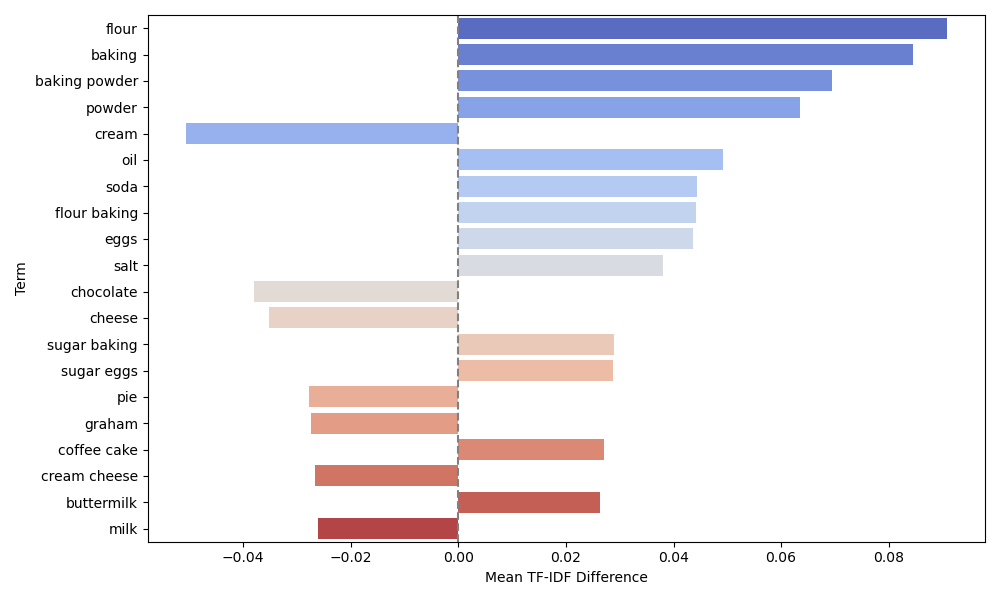 flour
baking
baking powder
powder
cream
oil
soda
flour baking
eggs
salt
chocolate
cheese
sugar baking
sugar eggs
pie
graham
coffee cake
cream cheese
buttermilk
milk
Term
−0.04 −0.02 0.00 0.02 0.04 0.06 0.08
Mean TF-IDF Difference